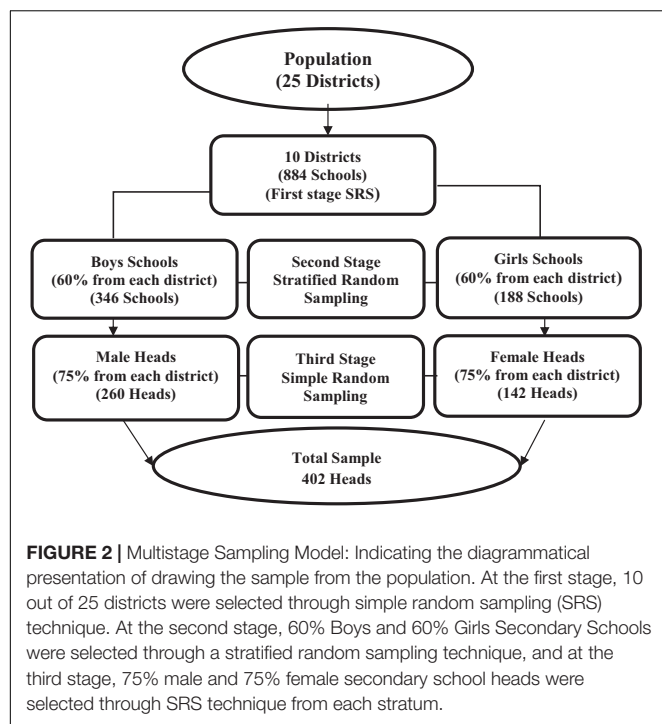 Population
(25 Districts)
10 Districts
(884 Schools)
(First stage SRS)
Boys Schools
(60% from each district)
(346 Schools)
Second Stage
Stratified Random
Sampling
Girls Schools
(60% from each district)
(188 Schools)
Male Heads
(75% from each district)
(260 Heads)
Third Stage
Simple Random
Sampling
Female Heads
(75% from each district)
(142 Heads)
Total Sample
402 Heads
FIGURE 2 | Multistage Sampling Model: Indicating the diagrammatical
presentation of drawing the sample from the population. At the first stage, 10
out of 25 districts were selected through simple random sampling (SRS)
technique. At the second stage, 60% Boys and 60% Girls Secondary Schools
were selected through a stratified random sampling technique, and at the
third stage, 75% male and 75% female secondary school heads were
selected through SRS technique from each stratum.